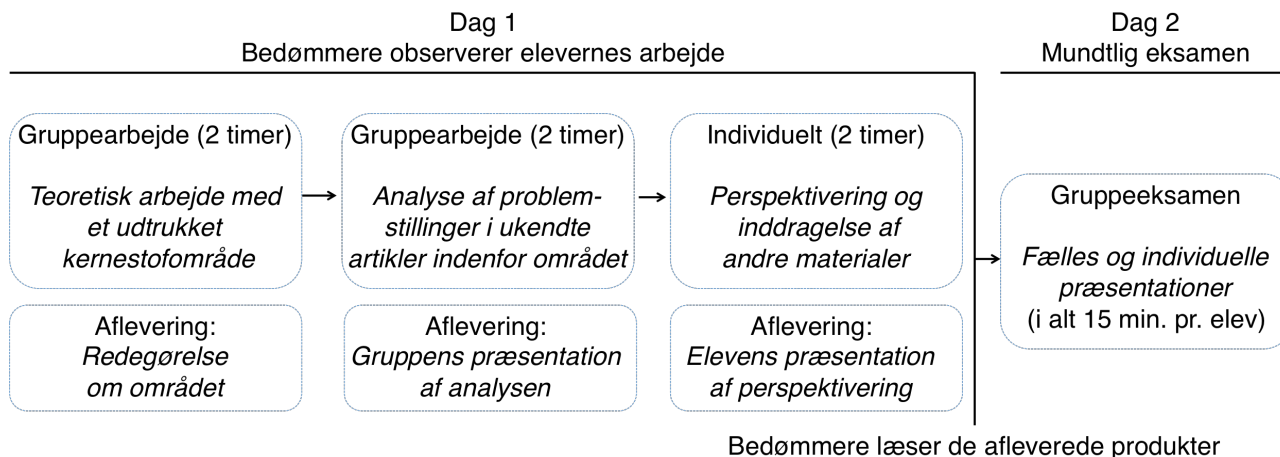 Dag 1
Bedømmere observerer elevernes arbejde
Dag 2
Mundtlig eksamen
Gruppearbejde (2 timer)
Teoretisk arbejde med
et udtrukket
kernestofområde
Gruppearbejde (2 timer)
Analyse af problem-
stillinger i ukendte
artikler indenfor området
Individuelt (2 timer)
Perspektivering og
inddragelse af
andre materialer
Gruppeeksamen
Fælles og individuelle
præsentationer
(i alt 15 min. pr. elev)
Aflevering:
Redegørelse
om området
Aflevering:
Gruppens præsentation
af analysen
Aflevering:
Elevens præsentation
af perspektivering
Bedømmere læser de afleverede produkter